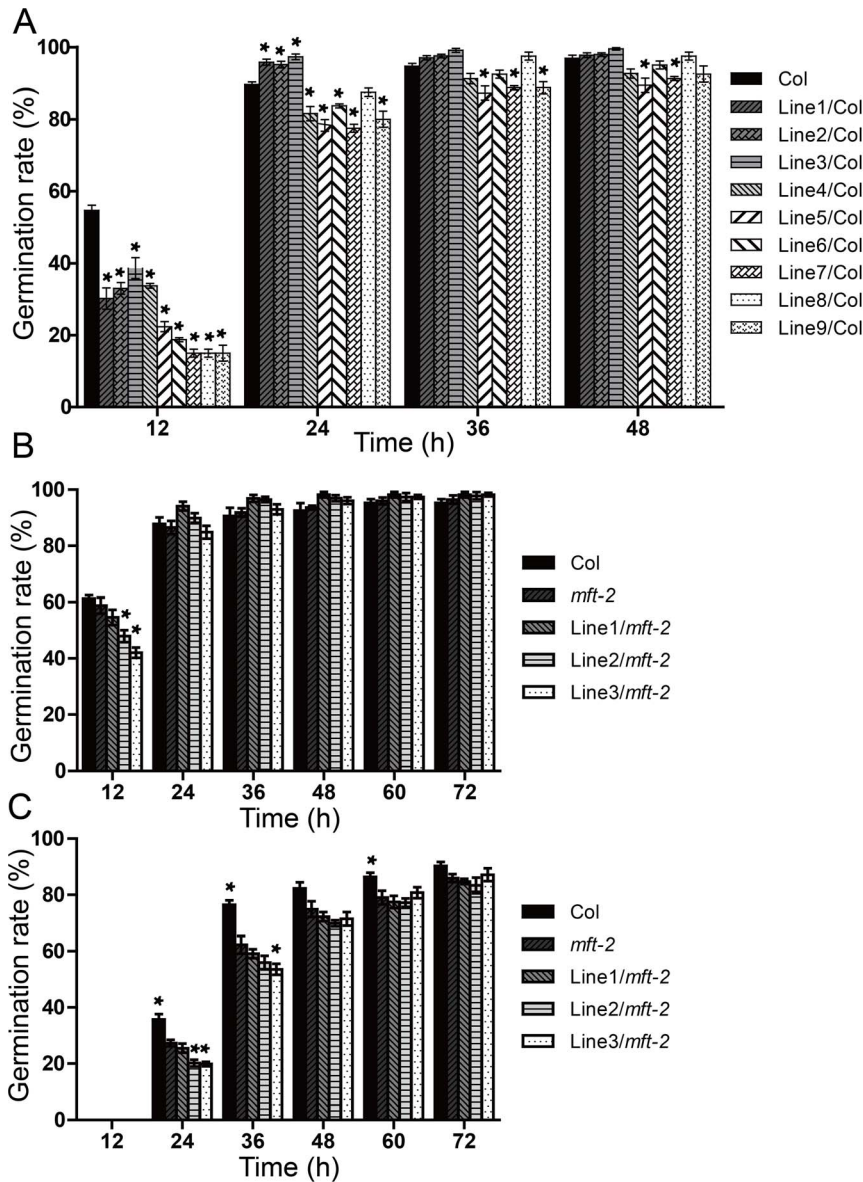 A
Germination rate (%)
100
80
60
40
20
0
* * * * * * * * *
* * * * * * * *
* * *
* *
12 24 36 48
Time (h)
Col
Line1/Col
Line2/Col
Line3/Col
Line4/Col
Line5/Col
Line6/Col
Line7/Col
Line8/Col
Line9/Col
B
Germination rate (%)
100
80
60
40
20
0
* *
12 24 36 48 60 72
Time (h)
Col
mft-2
Line1/mft-2
Line2/mft-2
Line3/mft-2
C
Germination rate (%)
100
80
60
40
20
0
* **
* *
*
12 24 36 48 60 72
Time (h)
Col
mft-2
Line1/mft-2
Line2/mft-2
Line3/mft-2